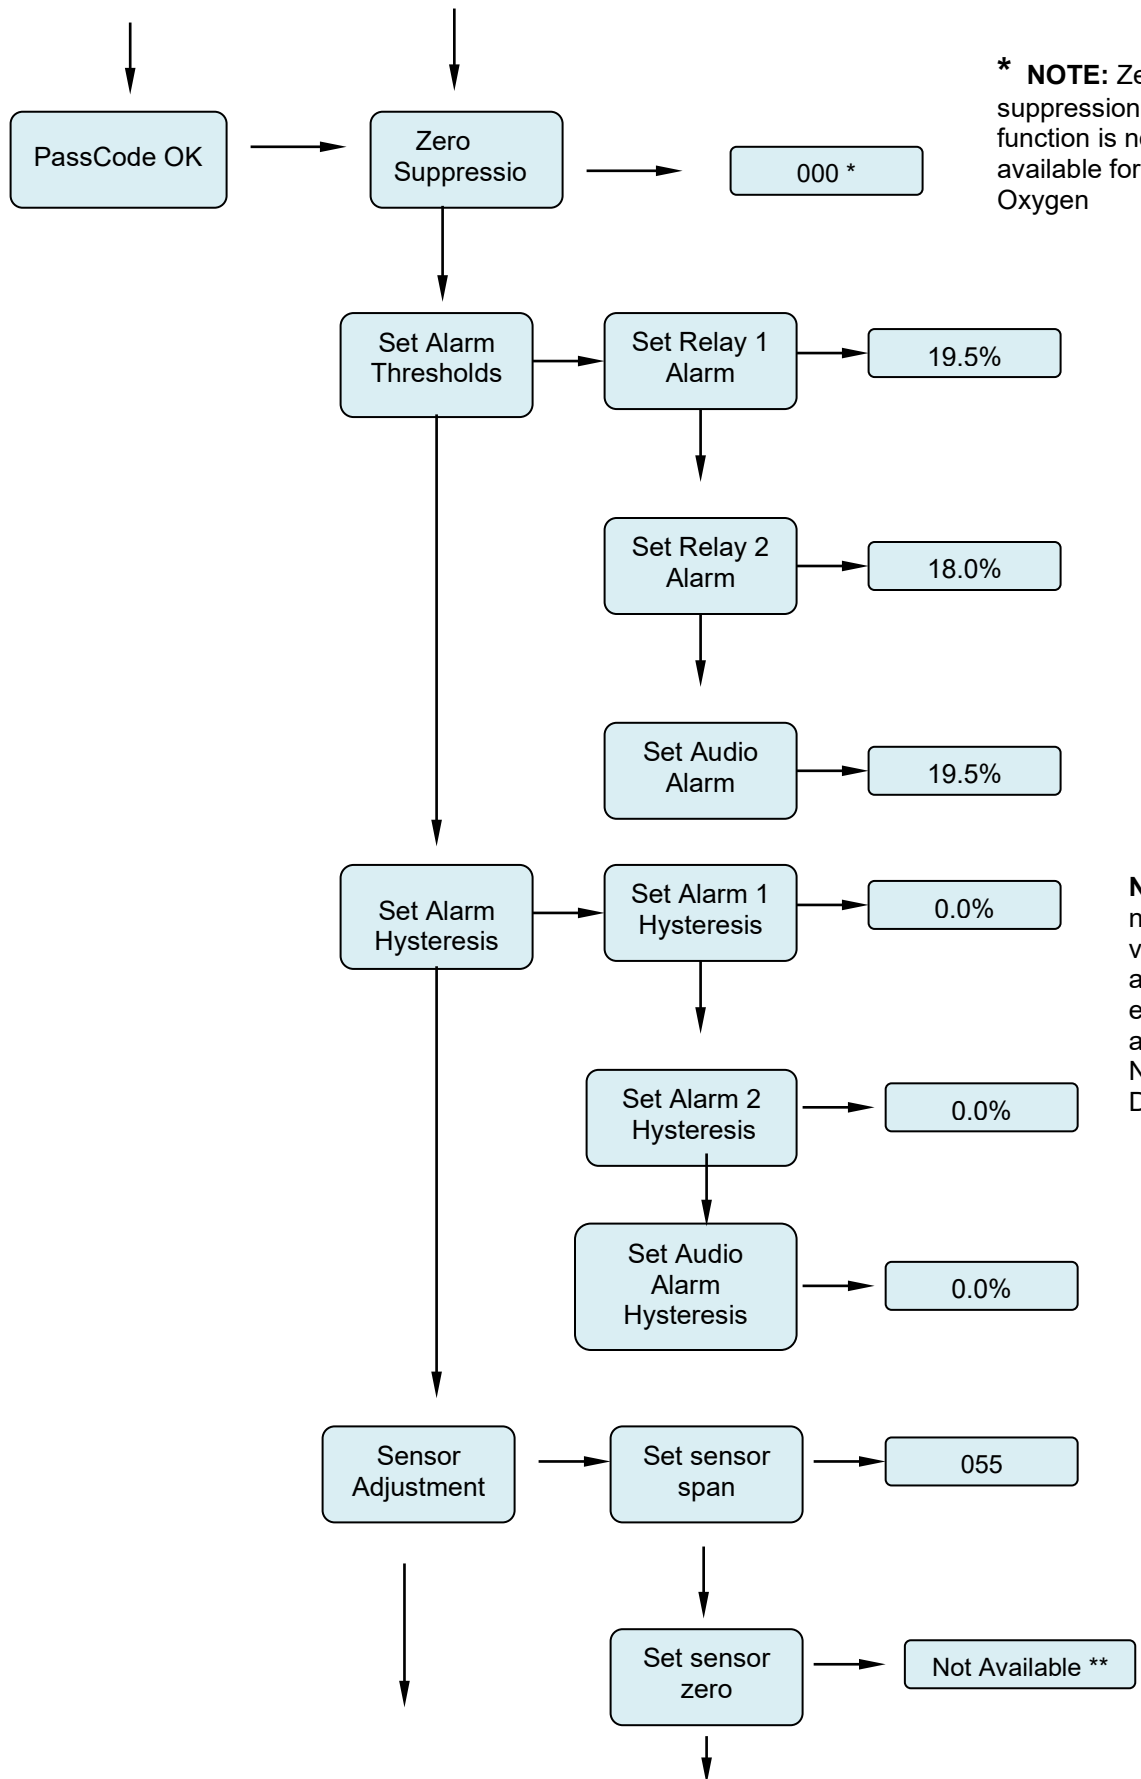 * NOTE: Ze
suppression
function is no
available for
Oxygen
PassCode OK
Zero
Suppressio
000 *
Set Alarm
Thresholds
Set Relay 1
Alarm
19.5%
Set Relay 2
Alarm
18.0%
Set Audio
Alarm
19.5%
Set Alarm
Hysteresis
Set Alarm 1
Hysteresis
0.0%
N
n
v
a
e
a
N
D
Set Alarm 2
Hysteresis
0.0%
Set Audio
Alarm
Hysteresis
0.0%
Sensor
Adjustment
Set sensor
span
055
Set sensor
zero
Not Available **